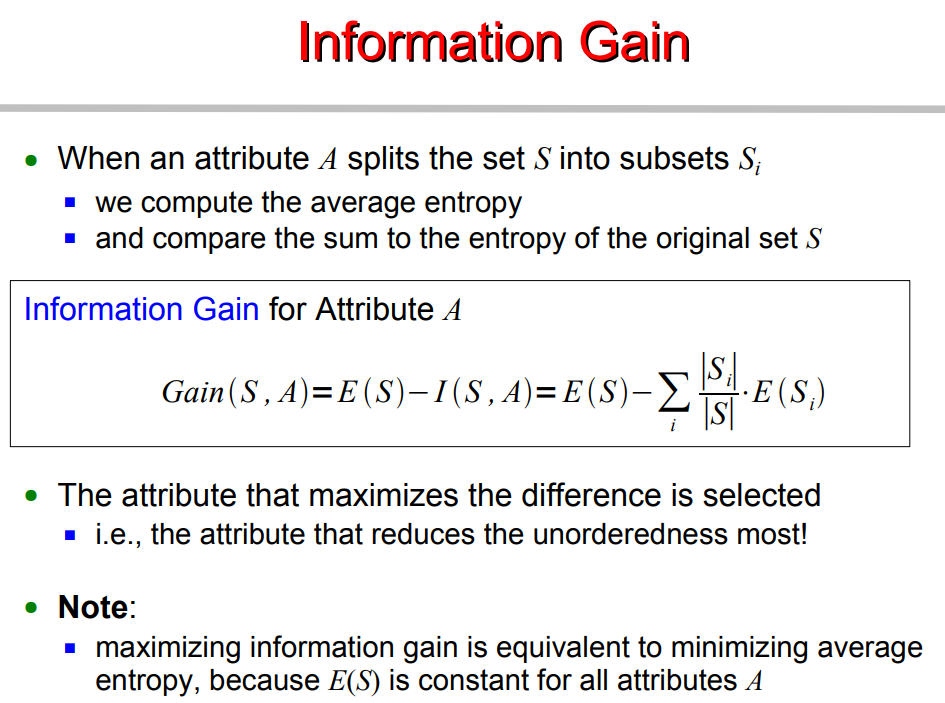 Information Gain
• When an attribute A splits the set S into subsets Sᵢ
▪ we compute the average entropy
▪ and compare the sum to the entropy of the original set S
Information Gain for Attribute A
Gain(S , A)=E(S)−I(S , A)=E(S)−∑ᵢ |Sᵢ|/|S| ·E(Sᵢ)
• The attribute that maximizes the difference is selected
▪ i.e., the attribute that reduces the unorderedness most!
• Note:
▪ maximizing information gain is equivalent to minimizing average
entropy, because E(S) is constant for all attributes A